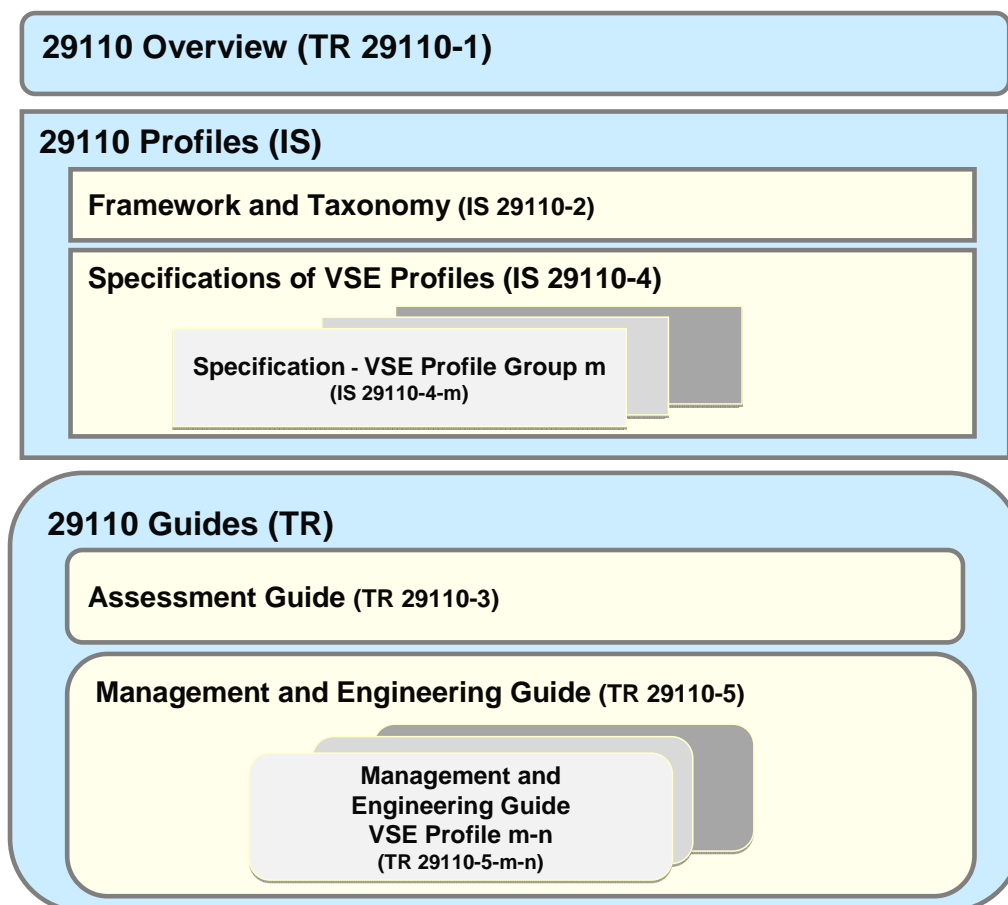 29110 Overview (TR 29110-1)
29110 Profiles (IS)
Framework and Taxonomy (IS 29110-2)
Specifications of VSE Profiles (IS 29110-4)
Specification - VSE Profile Group m
(IS 29110-4-m)
29110 Guides (TR)
Assessment Guide (TR 29110-3)
Management and Engineering Guide (TR 29110-5)
Management and
Engineering Guide
VSE Profile m-n
(TR 29110-5-m-n)